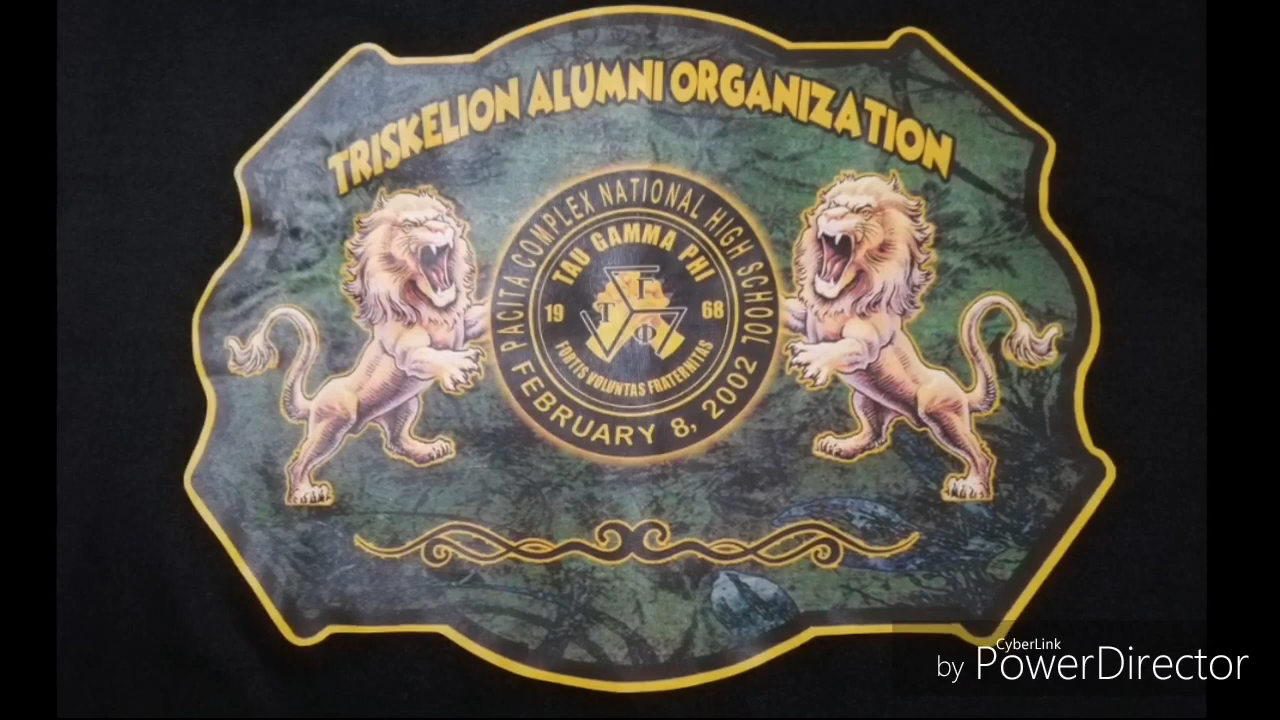 TRISKELION ALUMNI ORGANIZATION
PACITA COMPLEX NATIONAL HIGH SCHOOL
TAU GAMMA PHI
19 68
T Γ Φ
FORTIS VOLUNTAS FRATERNITAS
FEBRUARY 8, 2002
CyberLink
by PowerDirector